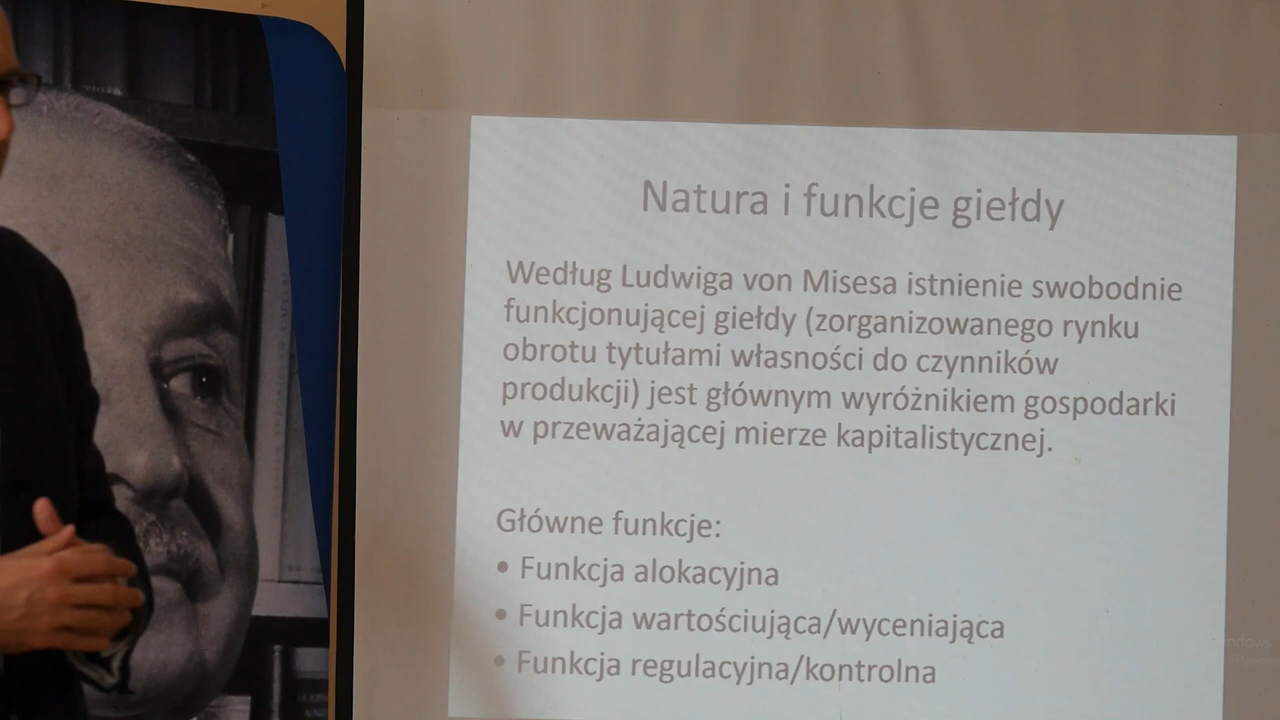 Natura i funkcje giełdy
Według Ludwiga von Misesa istnienie swobodnie
funkcjonującej giełdy (zorganizowanego rynku
obrotu tytułami własności do czynników
produkcji) jest głównym wyróżnikiem gospodarki
w przeważającej mierze kapitalistycznej.
Główne funkcje:
• Funkcja alokacyjna
• Funkcja wartościująca/wyceniająca
• Funkcja regulacyjna/kontrolna